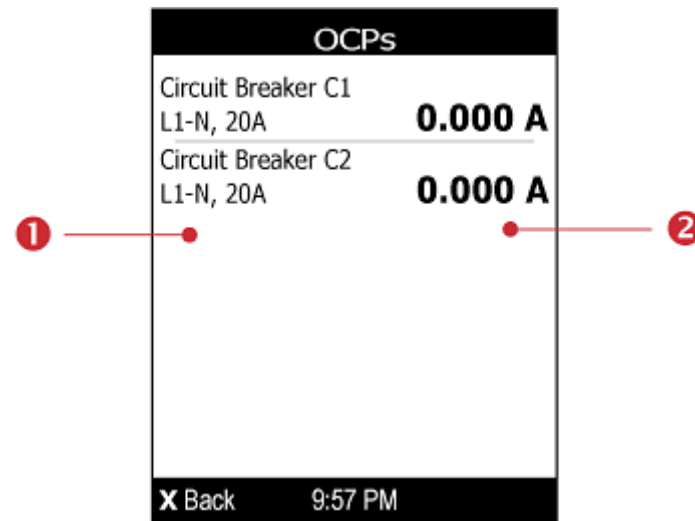 OCPs
Circuit Breaker C1
L1-N, 20A 0.000 A
Circuit Breaker C2
L1-N, 20A 0.000 A
1 2
X Back 9:57 PM